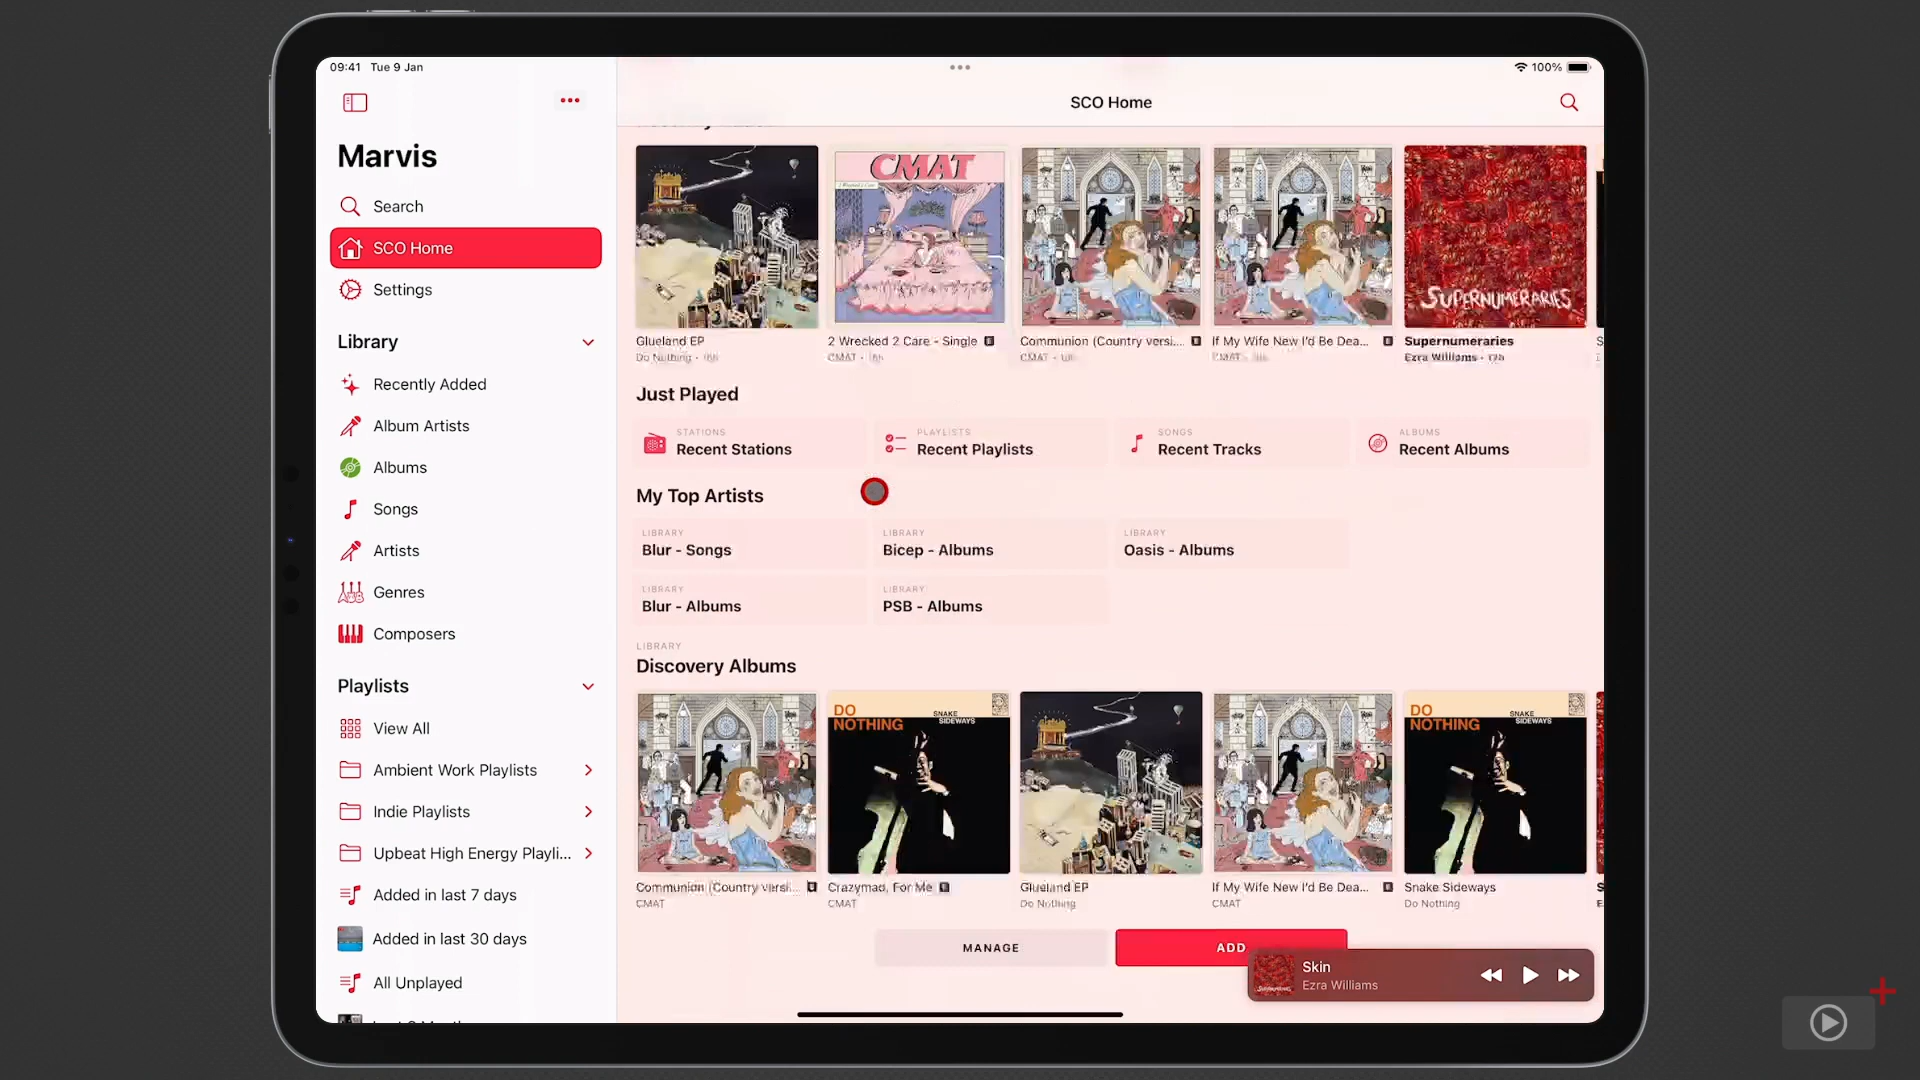 09:41 Tue 9 Jan
100%
SCO Home
Marvis
Search
SCO Home
Settings
Library
Recently Added
Album Artists
Albums
Songs
Artists
Genres
Composers
Playlists
View All
Ambient Work Playlists
Indie Playlists
Upbeat High Energy Playli...
Added in last 7 days
Added in last 30 days
All Unplayed
CMAT
SUPERNUMERARIES
Glueland EP
Do Nothing
2 Wrecked 2 Care - Single
CMAT
Communion (Country versi....
CMAT
If My Wife New I'd Be Dea...
CMAT
Supernumeraries
Ezra Williams
Just Played
STATIONS
Recent Stations
PLAYLISTS
Recent Playlists
SONGS
Recent Tracks
ALBUMS
Recent Albums
My Top Artists
LIBRARY
Blur - Songs
LIBRARY
Bicep - Albums
LIBRARY
Oasis - Albums
LIBRARY
Blur - Albums
LIBRARY
PSB - Albums
LIBRARY
Discovery Albums
DO NOTHING
SNAKE SIDEWAYS
DO NOTHING
SNAKE SIDEWAYS
Communion (Country versi...
CMAT
Crazymad, For Me
CMAT
Glueland EP
Do Nothing
If My Wife New I'd Be Dea...
CMAT
Snake Sideways
Do Nothing
MANAGE
ADD
Skin
Ezra Williams